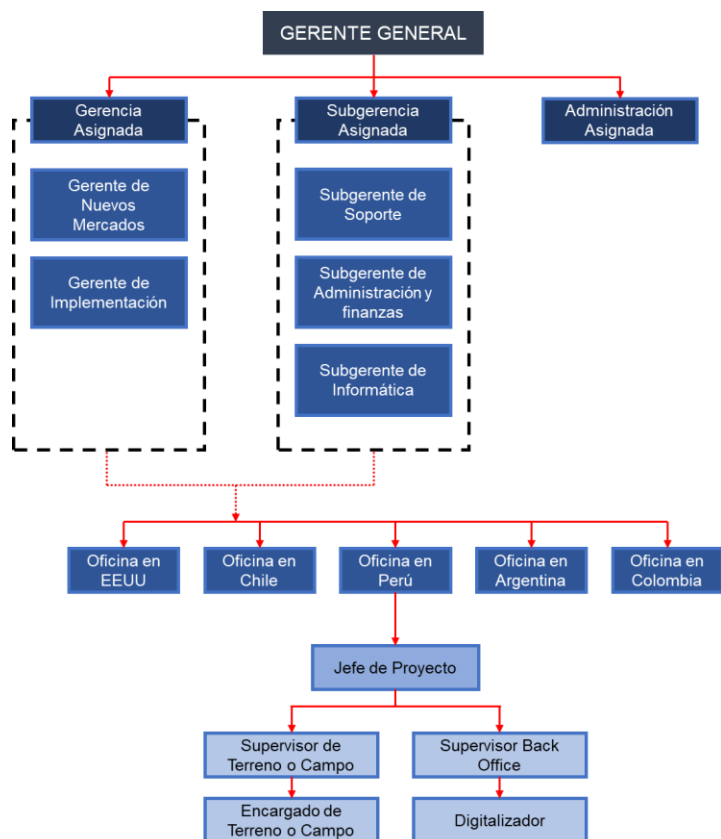 GERENTE GENERAL
Gerencia
Asignada
Subgerencia
Asignada
Administración
Asignada
Gerente de
Nuevos
Mercados
Gerente de
Implementación
Subgerente de
Soporte
Subgerente de
Administración y
finanzas
Subgerente de
Informática
Oficina en
EEUU
Oficina en
Chile
Oficina en
Perú
Oficina en
Argentina
Oficina en
Colombia
Jefe de Proyecto
Supervisor de
Terreno o Campo
Supervisor Back
Office
Encargado de
Terreno o Campo
Digitalizador